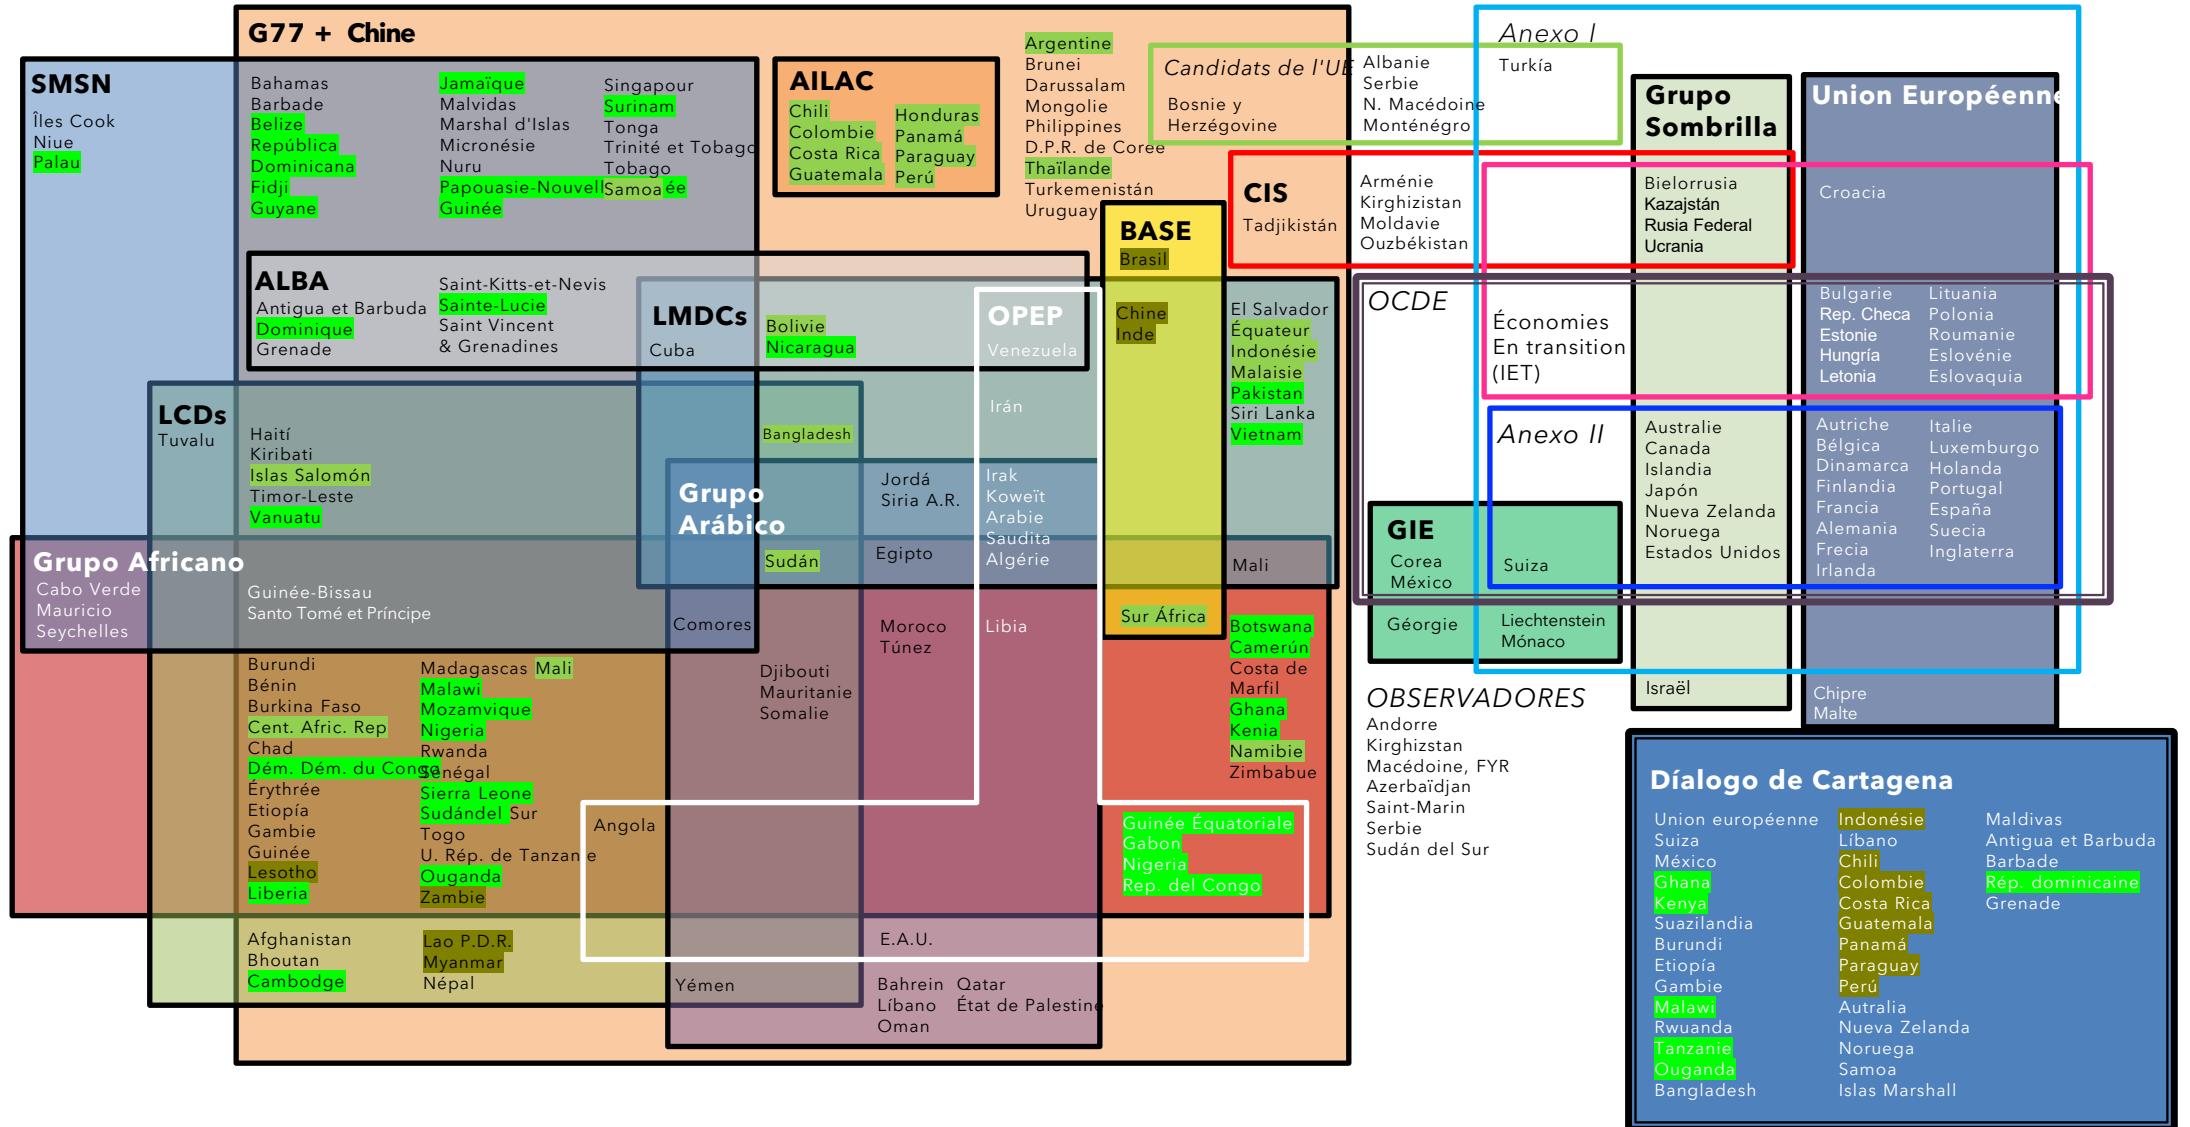 G77 + Chine
SMSN
Îles Cook
Niue
Palau
Bahamas
Barbade
Belize
República
Dominicana
Fidji
Guyane
Jamaïque
Malvidas
Marshal d'Islas
Micronésie
Nuru
Papouasie-Nouvell ée
Guinée
Singapour
Surinam
Tonga
Trinité et Tobago
Tobago
Samoa
AILAC
Chili
Colombie
Costa Rica
Guatemala
Honduras
Panamá
Paraguay
Perú
Argentine
Brunei
Darussalam
Mongolie
Philippines
D.P.R. de Corée
Thaïlande
Turkemenistán
Uruguay
Candidats de l'UE
Bosnie y
Herzégovine
Albanie
Serbie
N. Macédoine
Monténégro
Anexo I
Turkía
Grupo
Sombrilla
Union Européenne
CIS
Tadjikistán
Arménie
Kirghizistan
Moldavie
Ouzbékistan
Bielorrusia
Kazajstán
Rusia Federal
Ucrania
Croacia
BASE
Brasil
Chine
Inde
Sur África
ALBA
Antigua et Barbuda
Dominique
Grenade
Saint-Kitts-et-Nevis
Sainte-Lucie
Saint Vincent
& Grenadines
LMDCs
Cuba
Bolivie
Nicaragua
OPEP
Venezuela
Irán
El Salvador
Équateur
Indonésie
Malaisie
Pakistan
Siri Lanka
Vietnam
OCDE
Économies
En transition
(IET)
Bulgarie
Rep. Checa
Estonie
Hungría
Letonia
Lituania
Polonia
Roumanie
Eslovénie
Eslovaquia
LCDs
Tuvalu
Haití
Kiribati
Islas Salomón
Timor-Leste
Vanuatu
Bangladesh
Grupo
Arábico
Jordá
Siria A.R.
Irak
Koweït
Arabie
Saudita
Algérie
Sudán
Egipto
Mali
Anexo II
Australie
Canada
Islandia
Japón
Nueva Zelanda
Noruega
Estados Unidos
Autriche
Bélgica
Dinamarca
Finlandia
Francia
Alemania
Frecia
Irlanda
Italie
Luxemburgo
Holanda
Portugal
España
Suecia
Inglaterra
GIE
Corea
México
Suiza
Géorgie
Liechtenstein
Mónaco
Israël
Chipre
Malte
Grupo Africano
Cabo Verde
Mauricio
Seychelles
Guinée-Bissau
Santo Tomé et Príncipe
Comores
Moroco
Túnez
Libia
Djibouti
Mauritanie
Somalie
Botswana
Camerún
Costa de
Marfil
Ghana
Kenia
Namibie
Zimbabue
Burundi
Bénin
Burkina Faso
Cent. Afric. Rep
Chad
Dém. Dém. du Congo
Érythrée
Etiopía
Gambie
Guinée
Lesotho
Liberia
Madagascas Mali
Malawi
Mozamvique
Nigeria
Rwanda
Sénégal
Sierra Leone
Sudándel Sur
Togo
U. Rép. de Tanzanie
Ouganda
Zambie
Angola
Guinée Équatoriale
Gabon
Nigeria
Rep. del Congo
Afghanistan
Bhoutan
Cambodge
Lao P.D.R.
Myanmar
Népal
Yémen
E.A.U.
Bahrein
Líbano
Oman
Qatar
État de Palestine
OBSERVADORES
Andorre
Kirghizstan
Macédoine, FYR
Azerbaïdjan
Saint-Marin
Serbie
Sudán del Sur
Díalogo de Cartagena
Union européenne
Suiza
México
Ghana
Kenya
Suazilandia
Burundi
Etiopía
Gambie
Malawi
Rwuanda
Tanzanie
Ouganda
Bangladesh
Indonésie
Líbano
Chili
Colombie
Costa Rica
Guatemala
Panamá
Paraguay
Perú
Autralia
Nueva Zelanda
Noruega
Samoa
Islas Marshall
Maldivas
Antigua et Barbuda
Barbade
Rép. dominicaine
Grenade